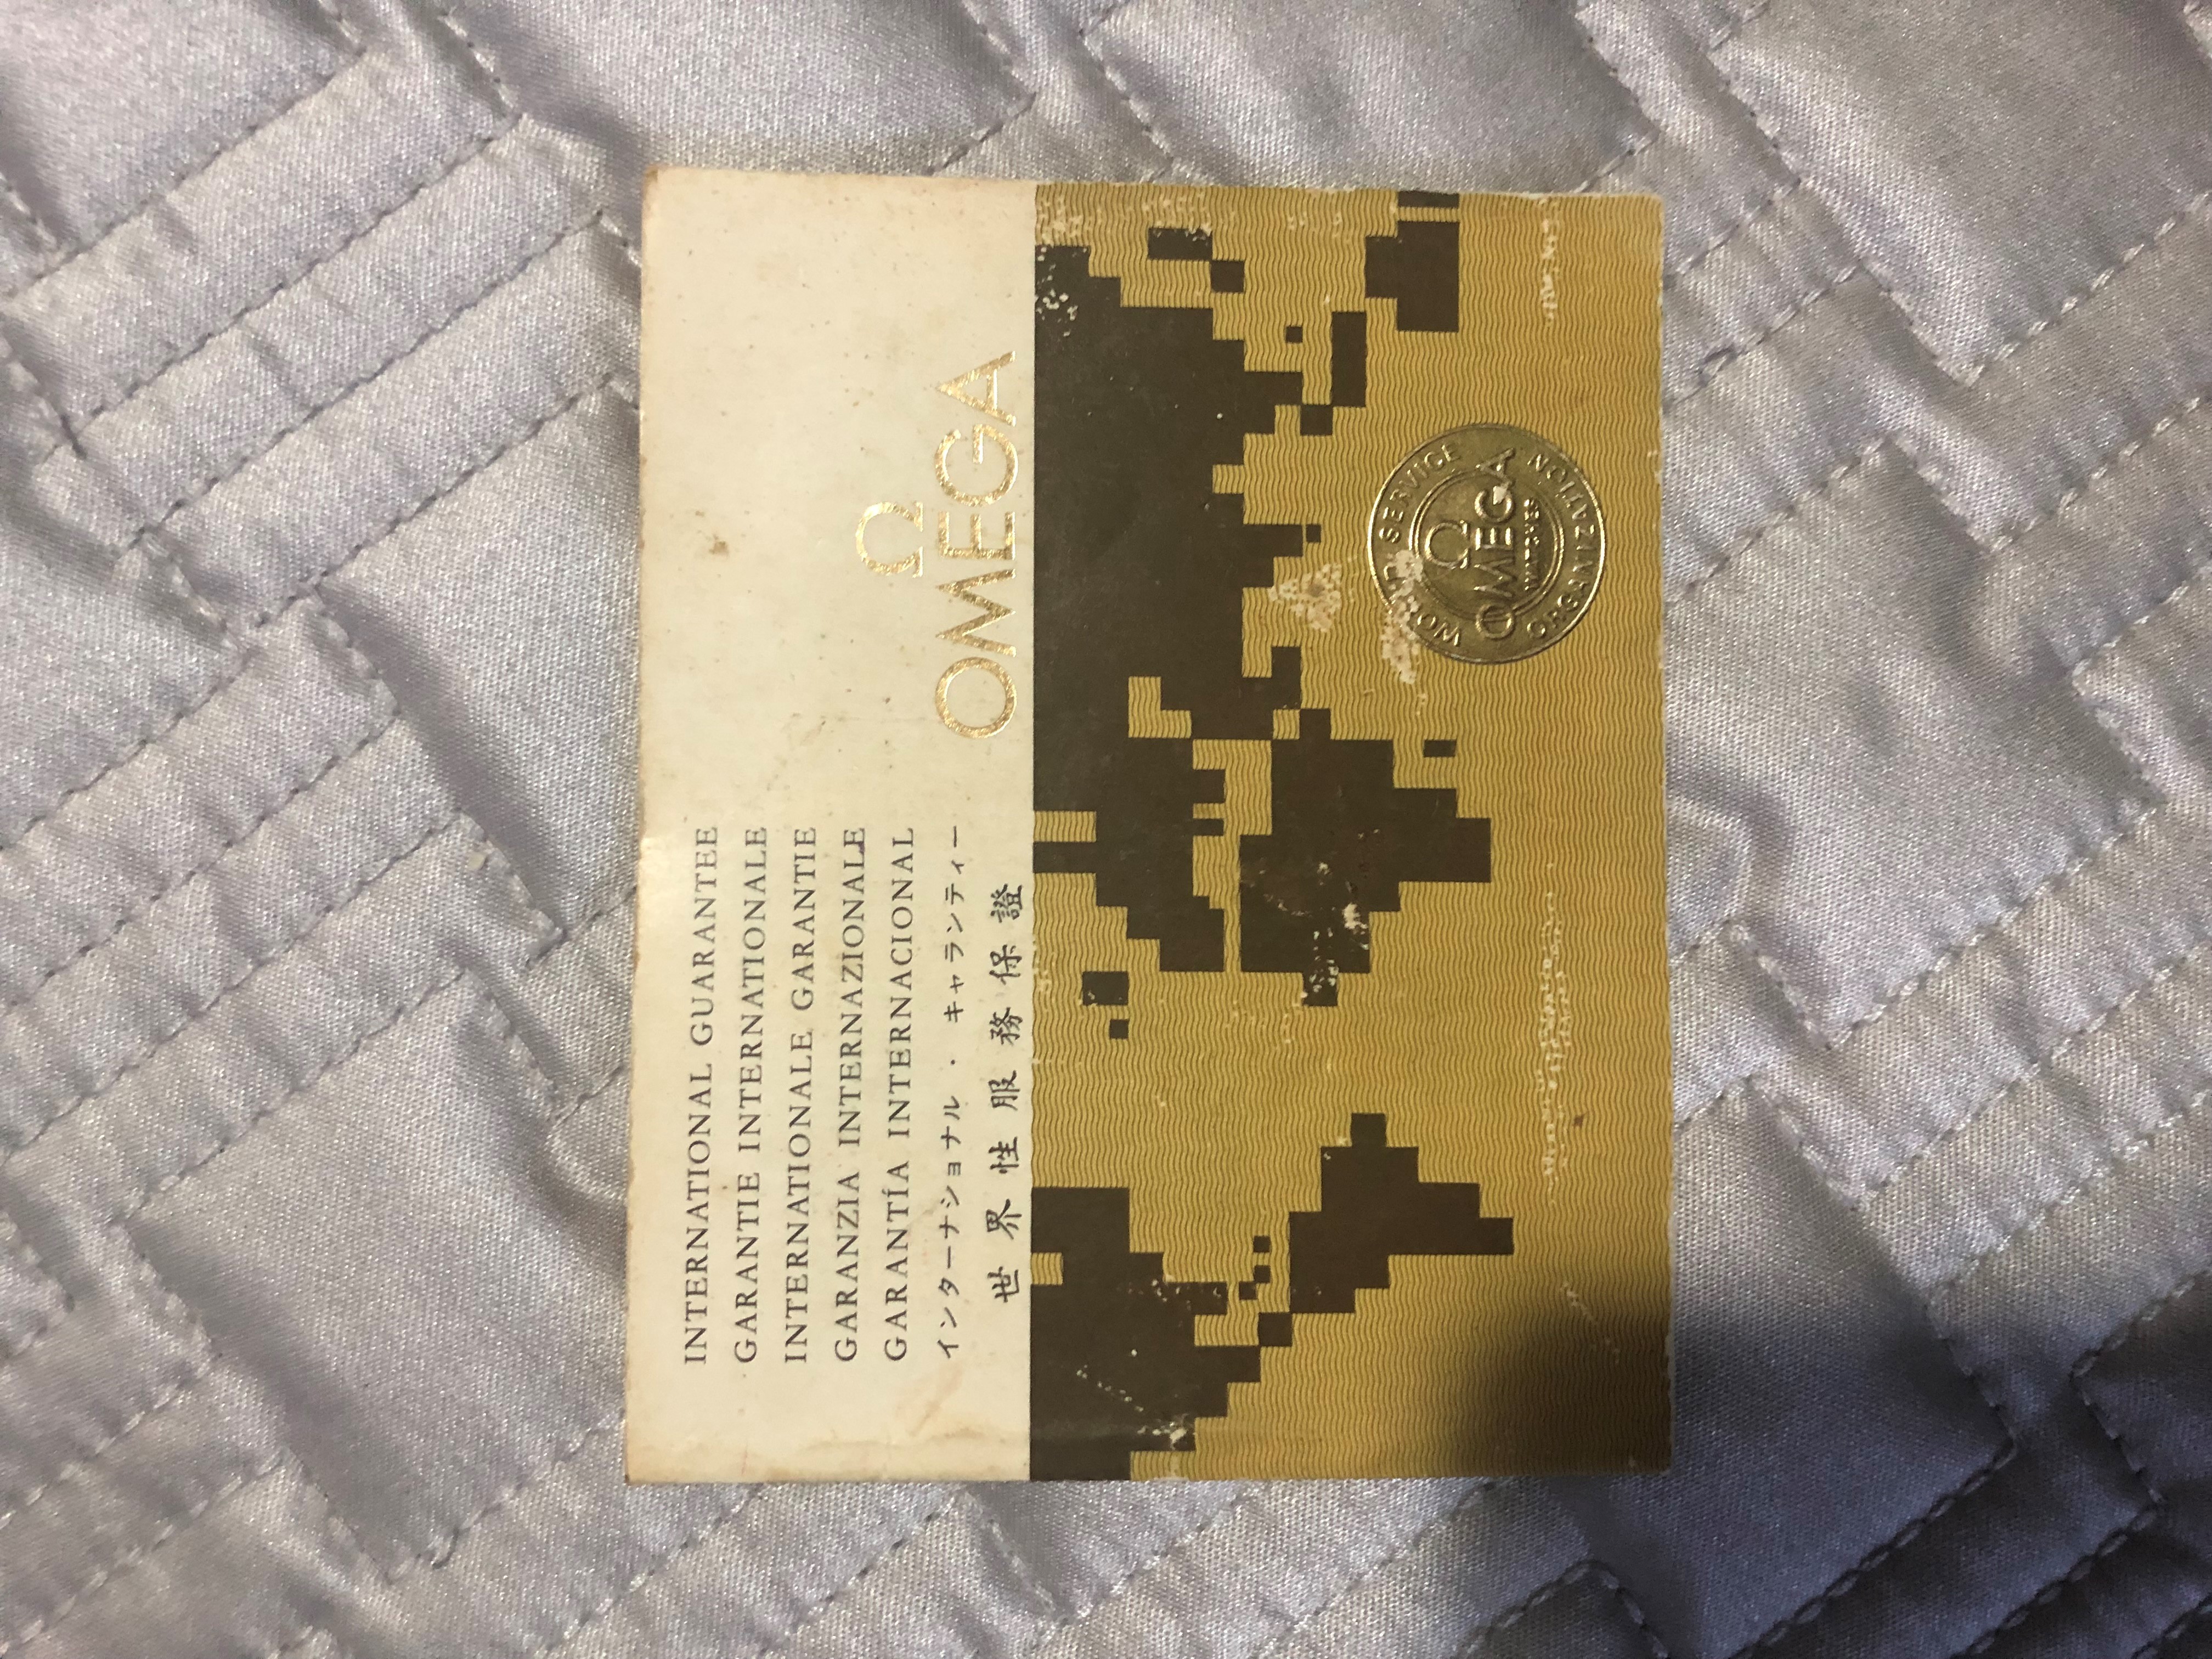 INTERNATIONAL GUARANTEE
GARANTIE INTERNATIONALE
INTERNATIONALE GARANTIE
GARANZIA INTERNAZIONALE
GARANTÍA INTERNACIONAL
インターナショナル・キャランティー
世界性服務保證
Ω
OMEGA
WORLD SERVICE
ORGANIZATION
Ω
OMEGA
WATCHES